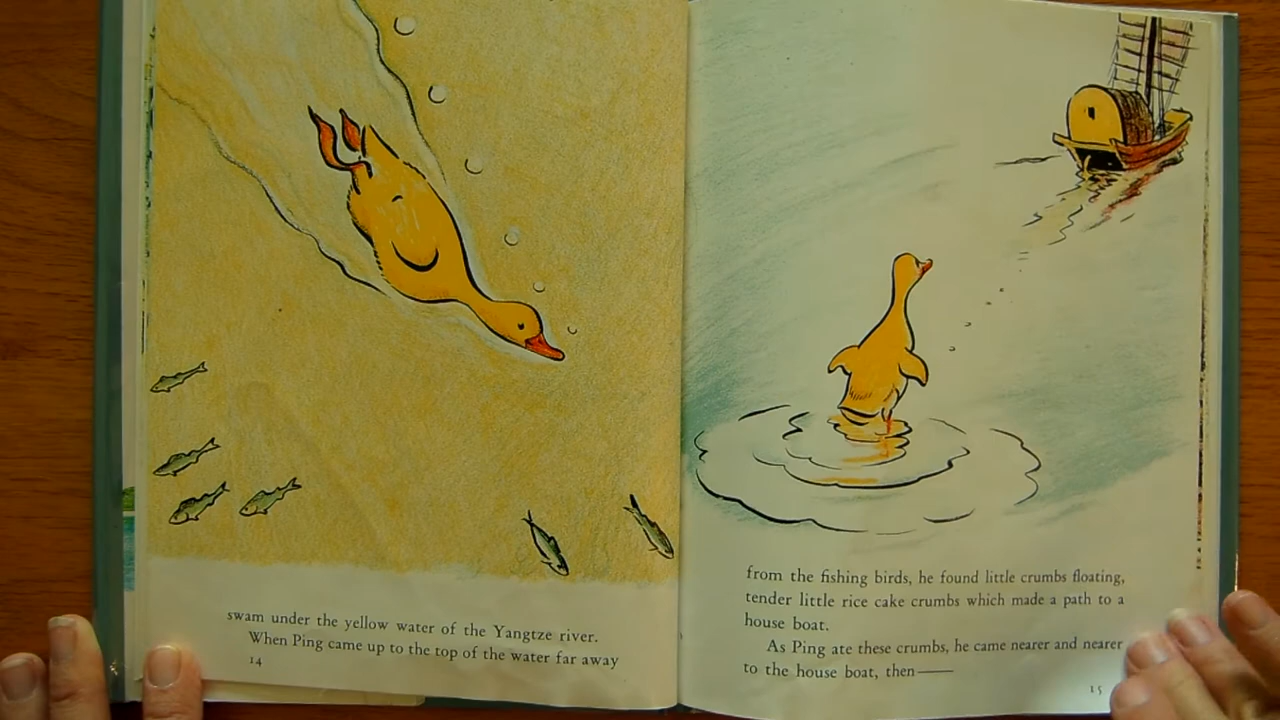 swam under the yellow water of the Yangtze river.
When Ping came up to the top of the water far away
14
from the fishing birds, he found little crumbs floating,
tender little rice cake crumbs which made a path to a
house boat.
As Ping ate these crumbs, he came nearer and nearer
to the house boat, then——
15